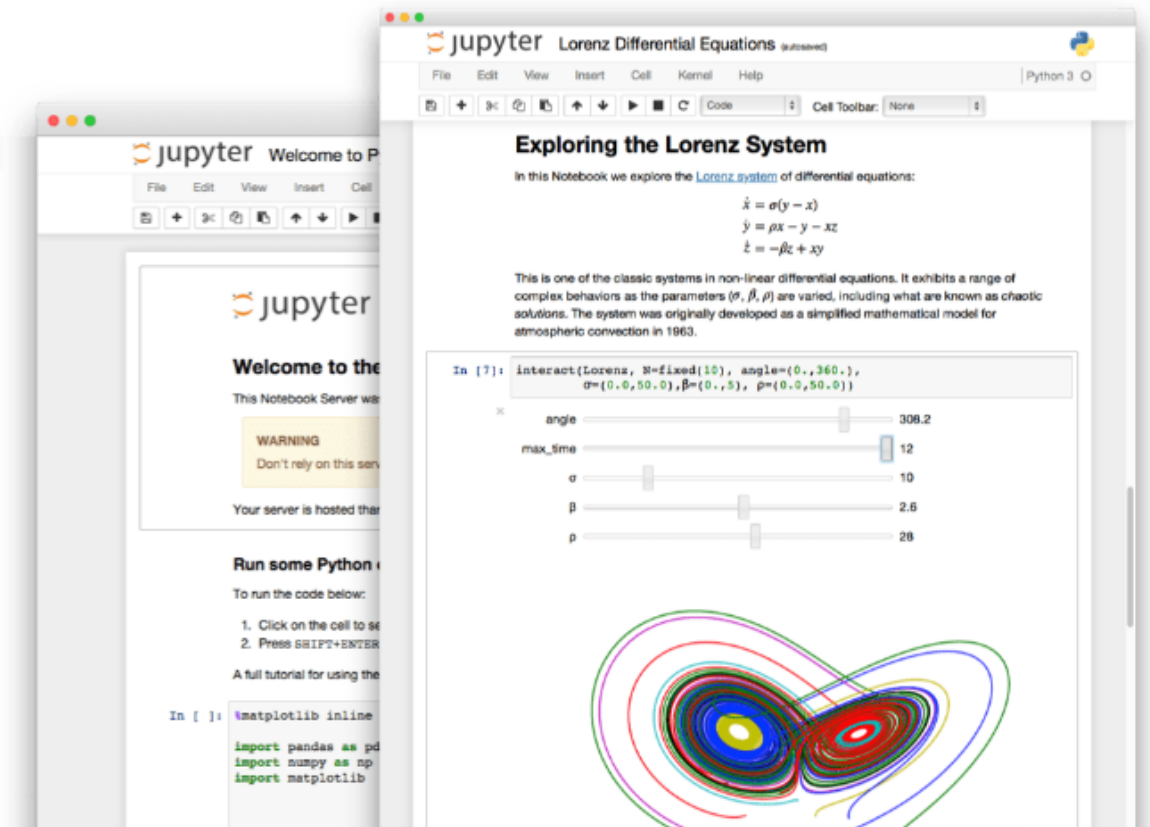 jupyter Lorenz Differential Equations (autosaved)
File Edit View Insert Cell Kernel Help Python 3
Code Cell Toolbar: None
Exploring the Lorenz System
In this Notebook we explore the Lorenz system of differential equations:
ẋ = σ(y − x)
ẏ = ρx − y − xz
ż = −βz + xy
This is one of the classic systems in non-linear differential equations. It exhibits a range of
complex behaviors as the parameters (σ, β, ρ) are varied, including what are known as chaotic
solutions. The system was originally developed as a simplified mathematical model for
atmospheric convection in 1963.
In [7]: interact(Lorenz, N=fixed(10), angle=(0.,360.),
σ=(0.0,50.0),β=(0.,5), ρ=(0.0,50.0))
angle 308.2
max_time 12
σ 10
β 2.6
ρ 28
jupyter Welcome to P
File Edit View Insert Cell
jupyter
Welcome to the
This Notebook Server was
WARNING
Don't rely on this serv
Your server is hosted than
Run some Python
To run the code below:
1. Click on the cell to se
2. Press SHIFT+ENTER
A full tutorial for using the
In [ ]: %matplotlib inline
import pandas as pd
import numpy as np
import matplotlib